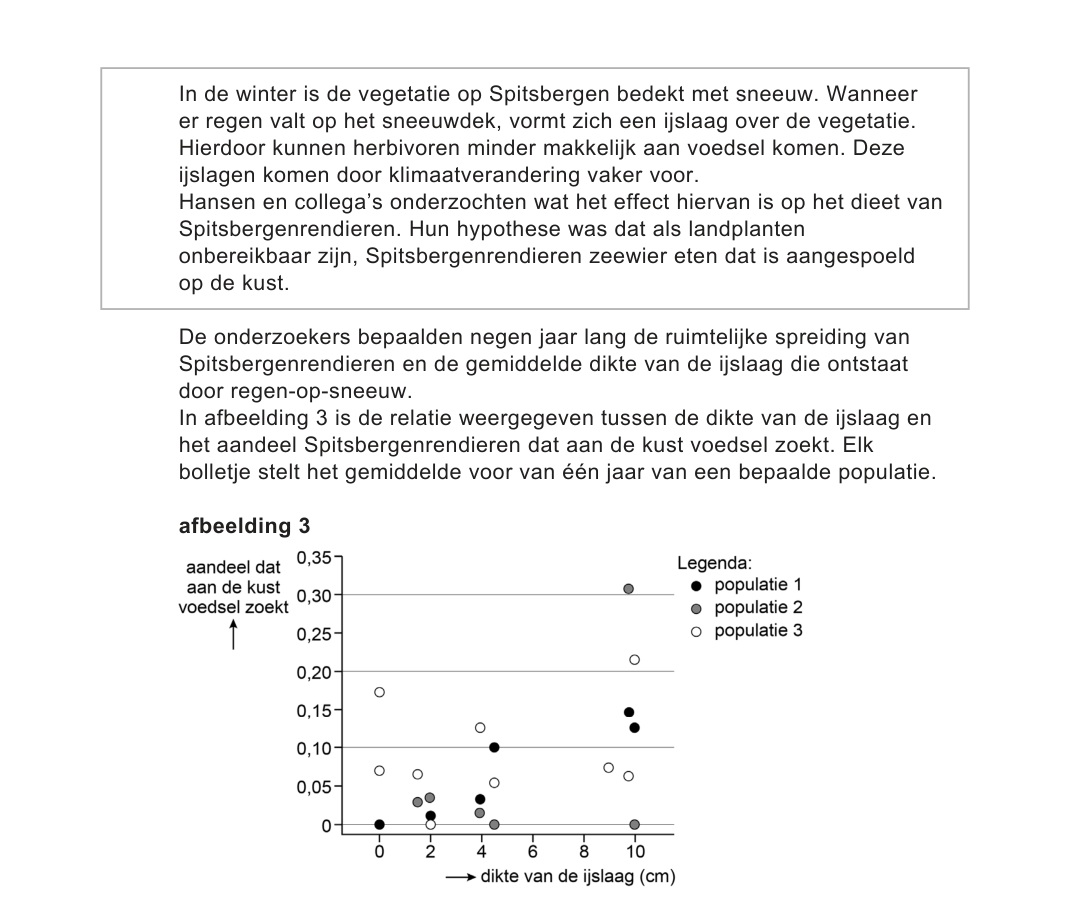 In de winter is de vegetatie op Spitsbergen bedekt met sneeuw. Wanneer
er regen valt op het sneeuwdek, vormt zich een ijslaag over de vegetatie.
Hierdoor kunnen herbivoren minder makkelijk aan voedsel komen. Deze
ijslagen komen door klimaatverandering vaker voor.
Hansen en collega's onderzochten wat het effect hiervan is op het dieet van
Spitsbergenrendieren. Hun hypothese was dat als landplanten
onbereikbaar zijn, Spitsbergenrendieren zeewier eten dat is aangespoeld
op de kust.
De onderzoekers bepaalden negen jaar lang de ruimtelijke spreiding van
Spitsbergenrendieren en de gemiddelde dikte van de ijslaag die ontstaat
door regen-op-sneeuw.
In afbeelding 3 is de relatie weergegeven tussen de dikte van de ijslaag en
het aandeel Spitsbergenrendieren dat aan de kust voedsel zoekt. Elk
bolletje stelt het gemiddelde voor van één jaar van een bepaalde populatie.
afbeelding 3
aandeel dat
aan de kust
voedsel zoekt
0,35
0,30
0,25
0,20
0,15
0,10
0,05
0
0 2 4 6 8 10
dikte van de ijslaag (cm)
Legenda:
populatie 1
populatie 2
populatie 3